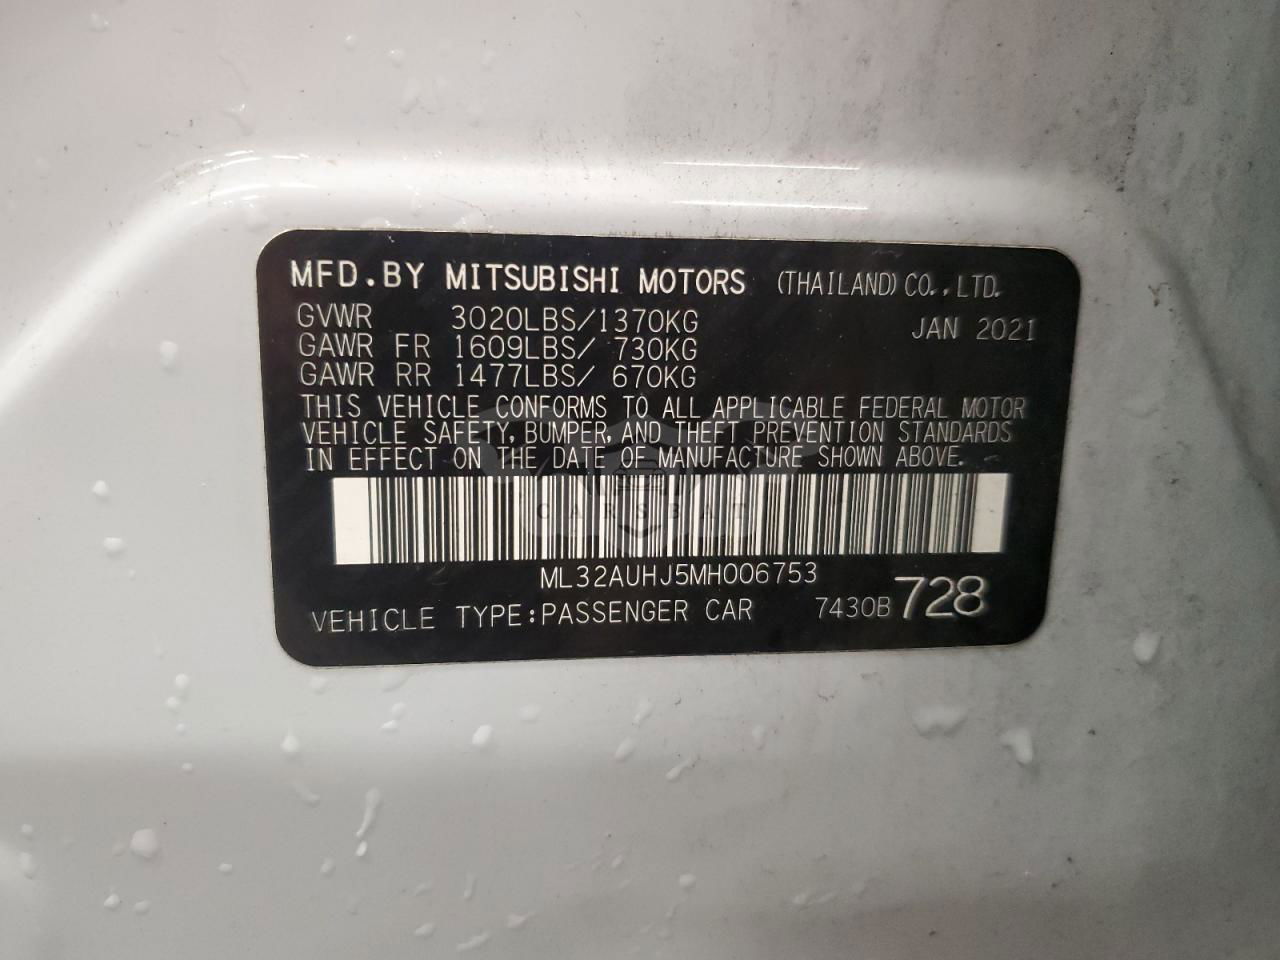 MFD.BY MITSUBISHI MOTORS (THAILAND) CO.,LTD.
GVWR 3020LBS/1370KG JAN 2021
GAWR FR 1609LBS/ 730KG
GAWR RR 1477LBS/ 670KG
THIS VEHICLE CONFORMS TO ALL APPLICABLE FEDERAL MOTOR
VEHICLE SAFETY, BUMPER, AND THEFT PREVENTION STANDARDS
IN EFFECT ON THE DATE OF MANUFACTURE SHOWN ABOVE.
CARSBAT
ML32AUHJ5MH006753
VEHICLE TYPE:PASSENGER CAR 7430B 728